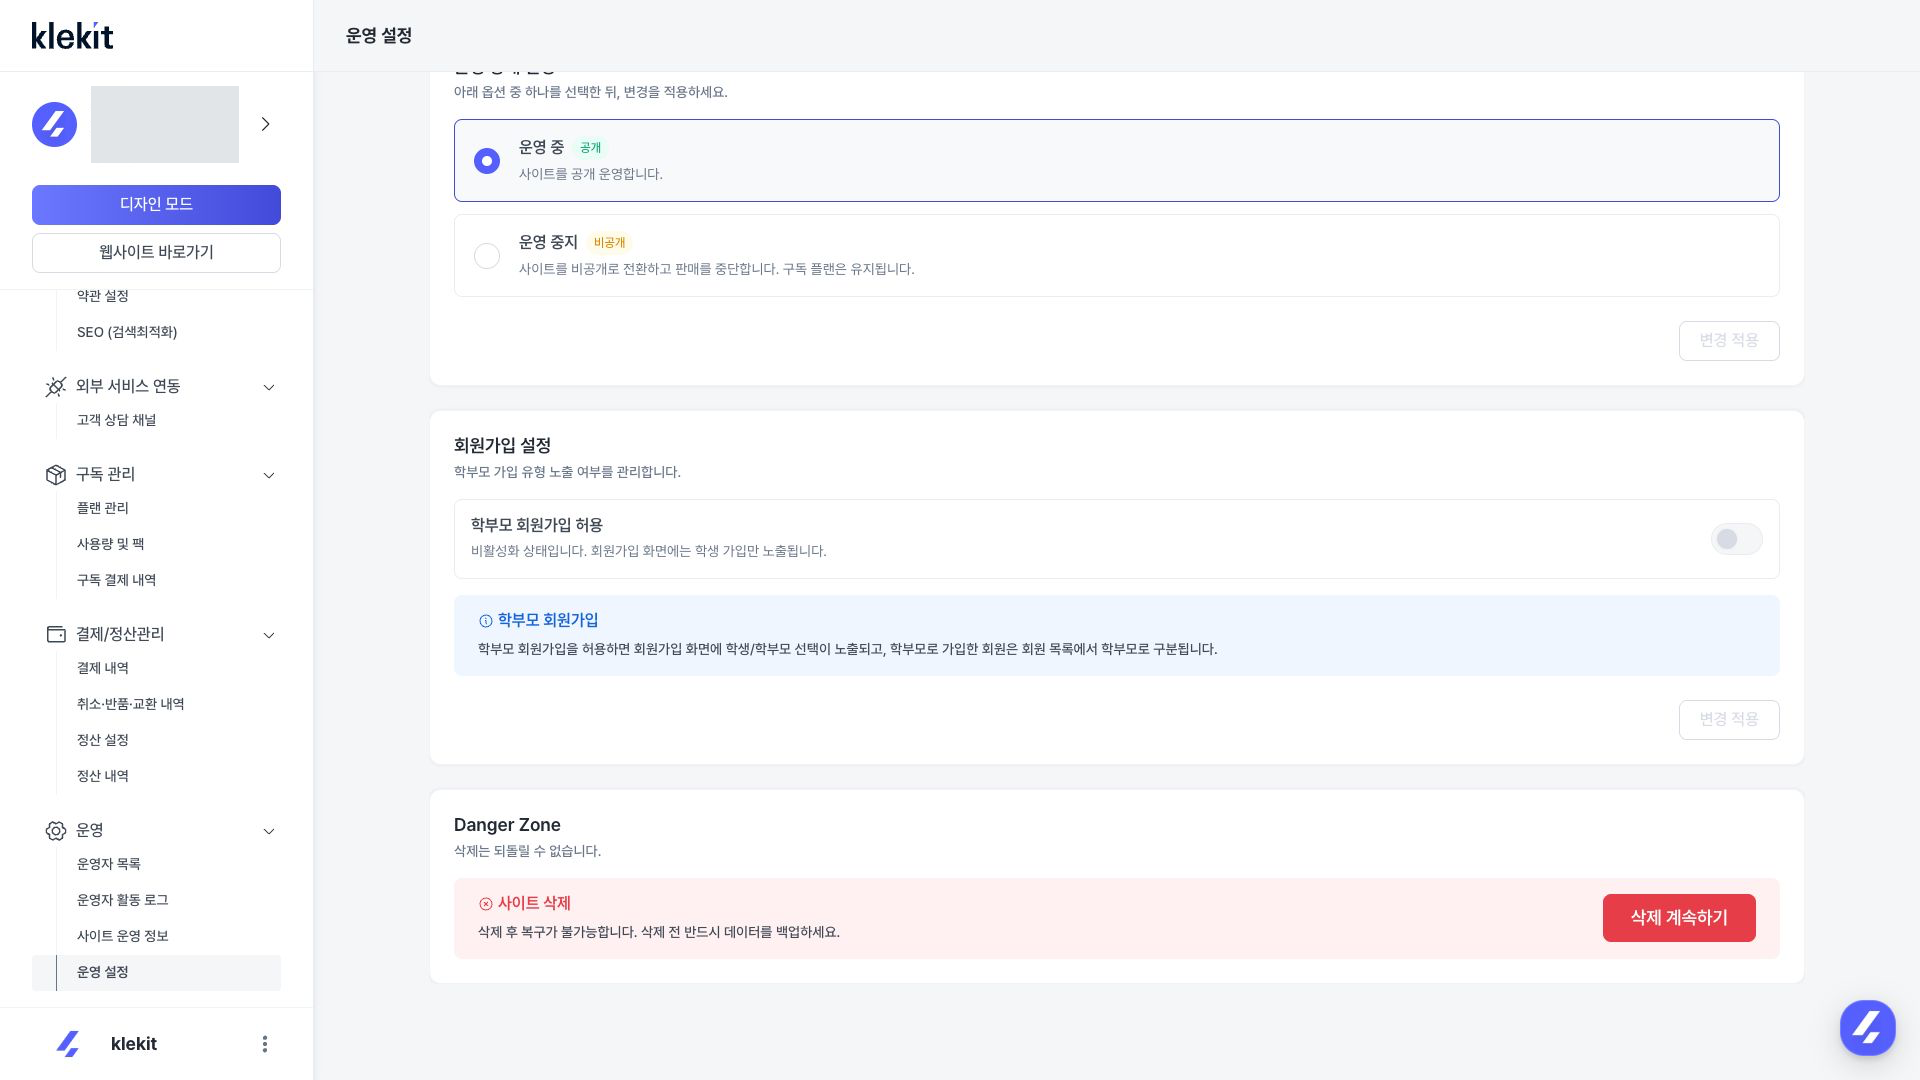 klekit
운영 설정
디자인 모드
웹사이트 바로가기
약관 설정
SEO (검색최적화)
외부 서비스 연동
고객 상담 채널
구독 관리
플랜 관리
사용량 및 팩
구독 결제 내역
결제/정산관리
결제 내역
취소·반품·교환 내역
정산 설정
정산 내역
운영
운영자 목록
운영자 활동 로그
사이트 운영 정보
운영 설정
klekit
아래 옵션 중 하나를 선택한 뒤, 변경을 적용하세요.
운영 중 공개
사이트를 공개 운영합니다.
운영 중지 비공개
사이트를 비공개로 전환하고 판매를 중단합니다. 구독 플랜은 유지됩니다.
변경 적용
회원가입 설정
학부모 가입 유형 노출 여부를 관리합니다.
학부모 회원가입 허용
비활성화 상태입니다. 회원가입 화면에는 학생 가입만 노출됩니다.
학부모 회원가입
학부모 회원가입을 허용하면 회원가입 화면에 학생/학부모 선택이 노출되고, 학부모로 가입한 회원은 회원 목록에서 학부모로 구분됩니다.
변경 적용
Danger Zone
삭제는 되돌릴 수 없습니다.
사이트 삭제
삭제 후 복구가 불가능합니다. 삭제 전 반드시 데이터를 백업하세요.
삭제 계속하기